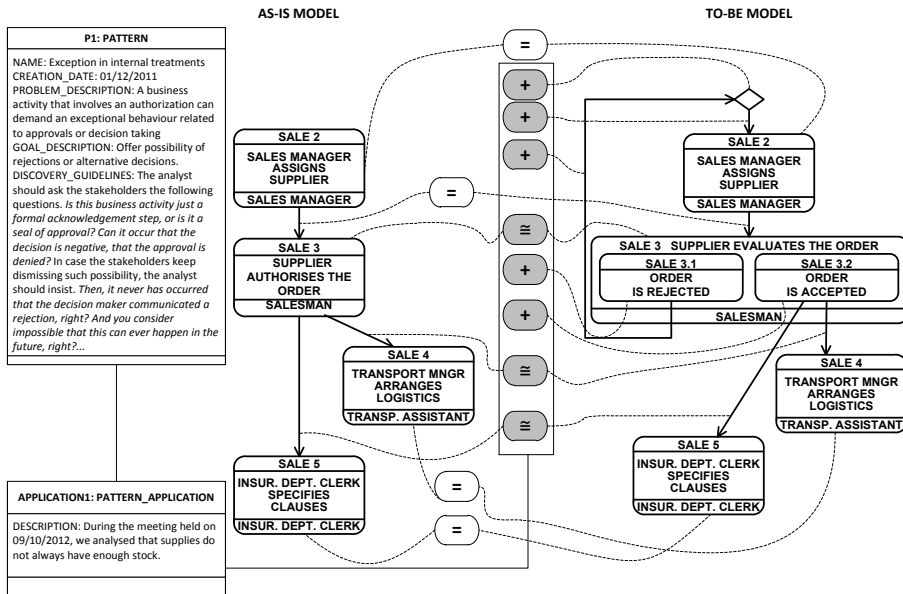 AS-IS MODEL
TO-BE MODEL
P1: PATTERN
NAME: Exception in internal treatments
CREATION_DATE: 01/12/2011
PROBLEM_DESCRIPTION: A business
activity that involves an authorization can
demand an exceptional behaviour related
to approvals or decision taking
GOAL_DESCRIPTION: Offer possibility of
rejections or alternative decisions.
DISCOVERY_GUIDELINES: The analyst
should ask the stakeholders the following
questions. Is this business activity just a
formal acknowledgement step, or is it a
seal of approval? Can it occur that the
decision is negative, that the approval is
denied? In case the stakeholders keep
dismissing such possibility, the analyst
should insist. Then, it never has occurred
that the decision maker communicated a
rejection, right? And you consider
impossible that this can ever happen in the
future, right?...
APPLICATION1: PATTERN_APPLICATION
DESCRIPTION: During the meeting held on
09/10/2012, we analysed that supplies do
not always have enough stock.
SALE 2
SALES MANAGER
ASSIGNS
SUPPLIER
SALES MANAGER
SALE 3
SUPPLIER
AUTHORISES THE
ORDER
SALESMAN
SALE 4
TRANSPORT MNGR
ARRANGES
LOGISTICS
TRANSP. ASSISTANT
SALE 5
INSUR. DEPT. CLERK
SPECIFIES
CLAUSES
INSUR. DEPT. CLERK
=
+
+
+
=
≅
+
+
≅
≅
=
=
SALE 2
SALES MANAGER
ASSIGNS
SUPPLIER
SALES MANAGER
SALE 3 SUPPLIER EVALUATES THE ORDER
SALE 3.1
ORDER
IS REJECTED
SALE 3.2
ORDER
IS ACCEPTED
SALESMAN
SALE 4
TRANSPORT MNGR
ARRANGES
LOGISTICS
TRANSP. ASSISTANT
SALE 5
INSUR. DEPT. CLERK
SPECIFIES
CLAUSES
INSUR. DEPT. CLERK